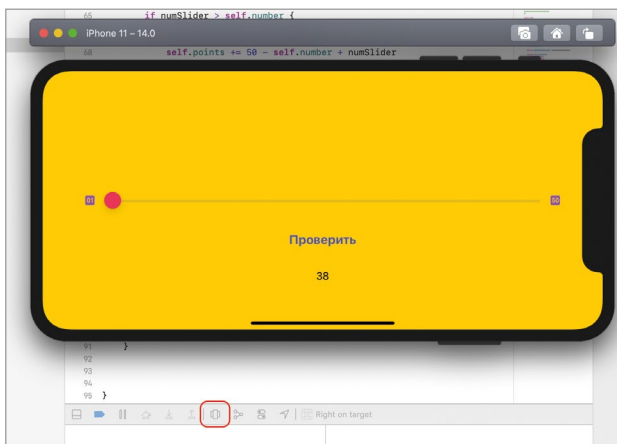 65 if numSlider > self.number {
iPhone 11 – 14.0
68 self.points += 50 - self.number + numSlider
01
50
Проверить
38
91 }
92
93
94
95 }
Right on target